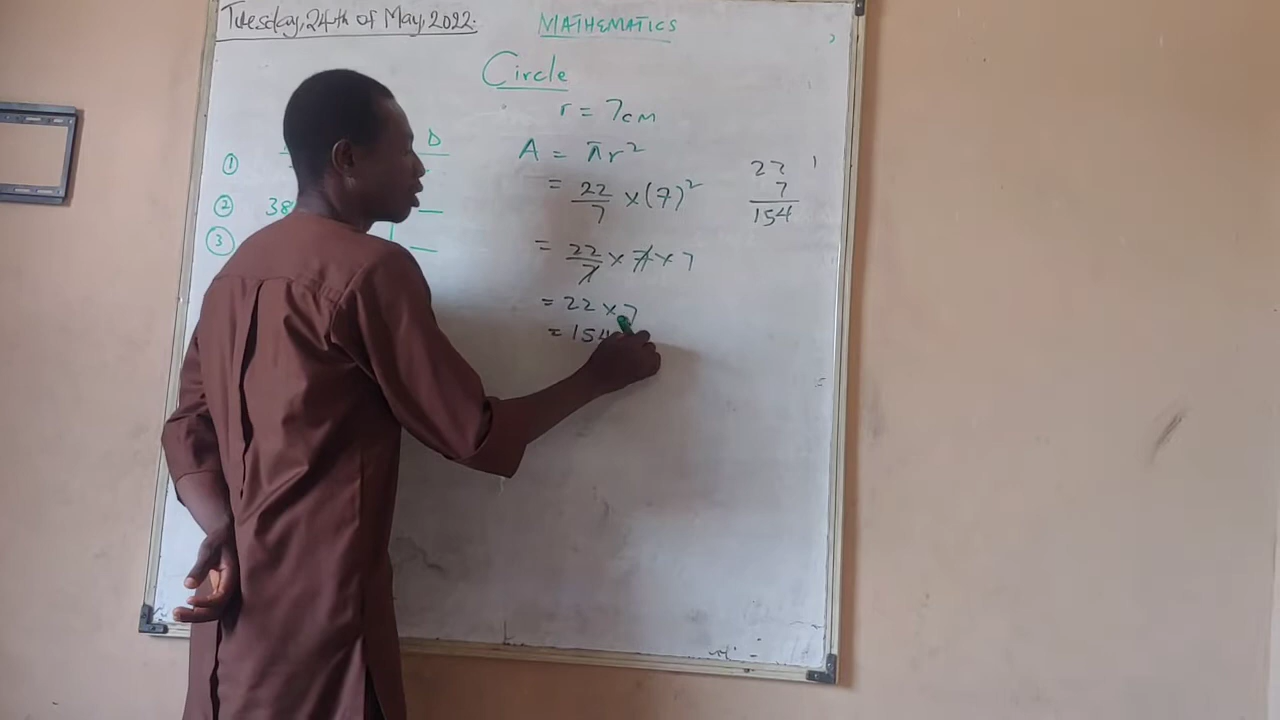 Tuesday, 24th of May, 2022.
MATHEMATICS
Circle
r = 7cm
A = πr²
= 22/7 × (7)²
= 22/7 × 7 × 7
= 22 × 7
= 154
22
7
154
D
①
② 38
③